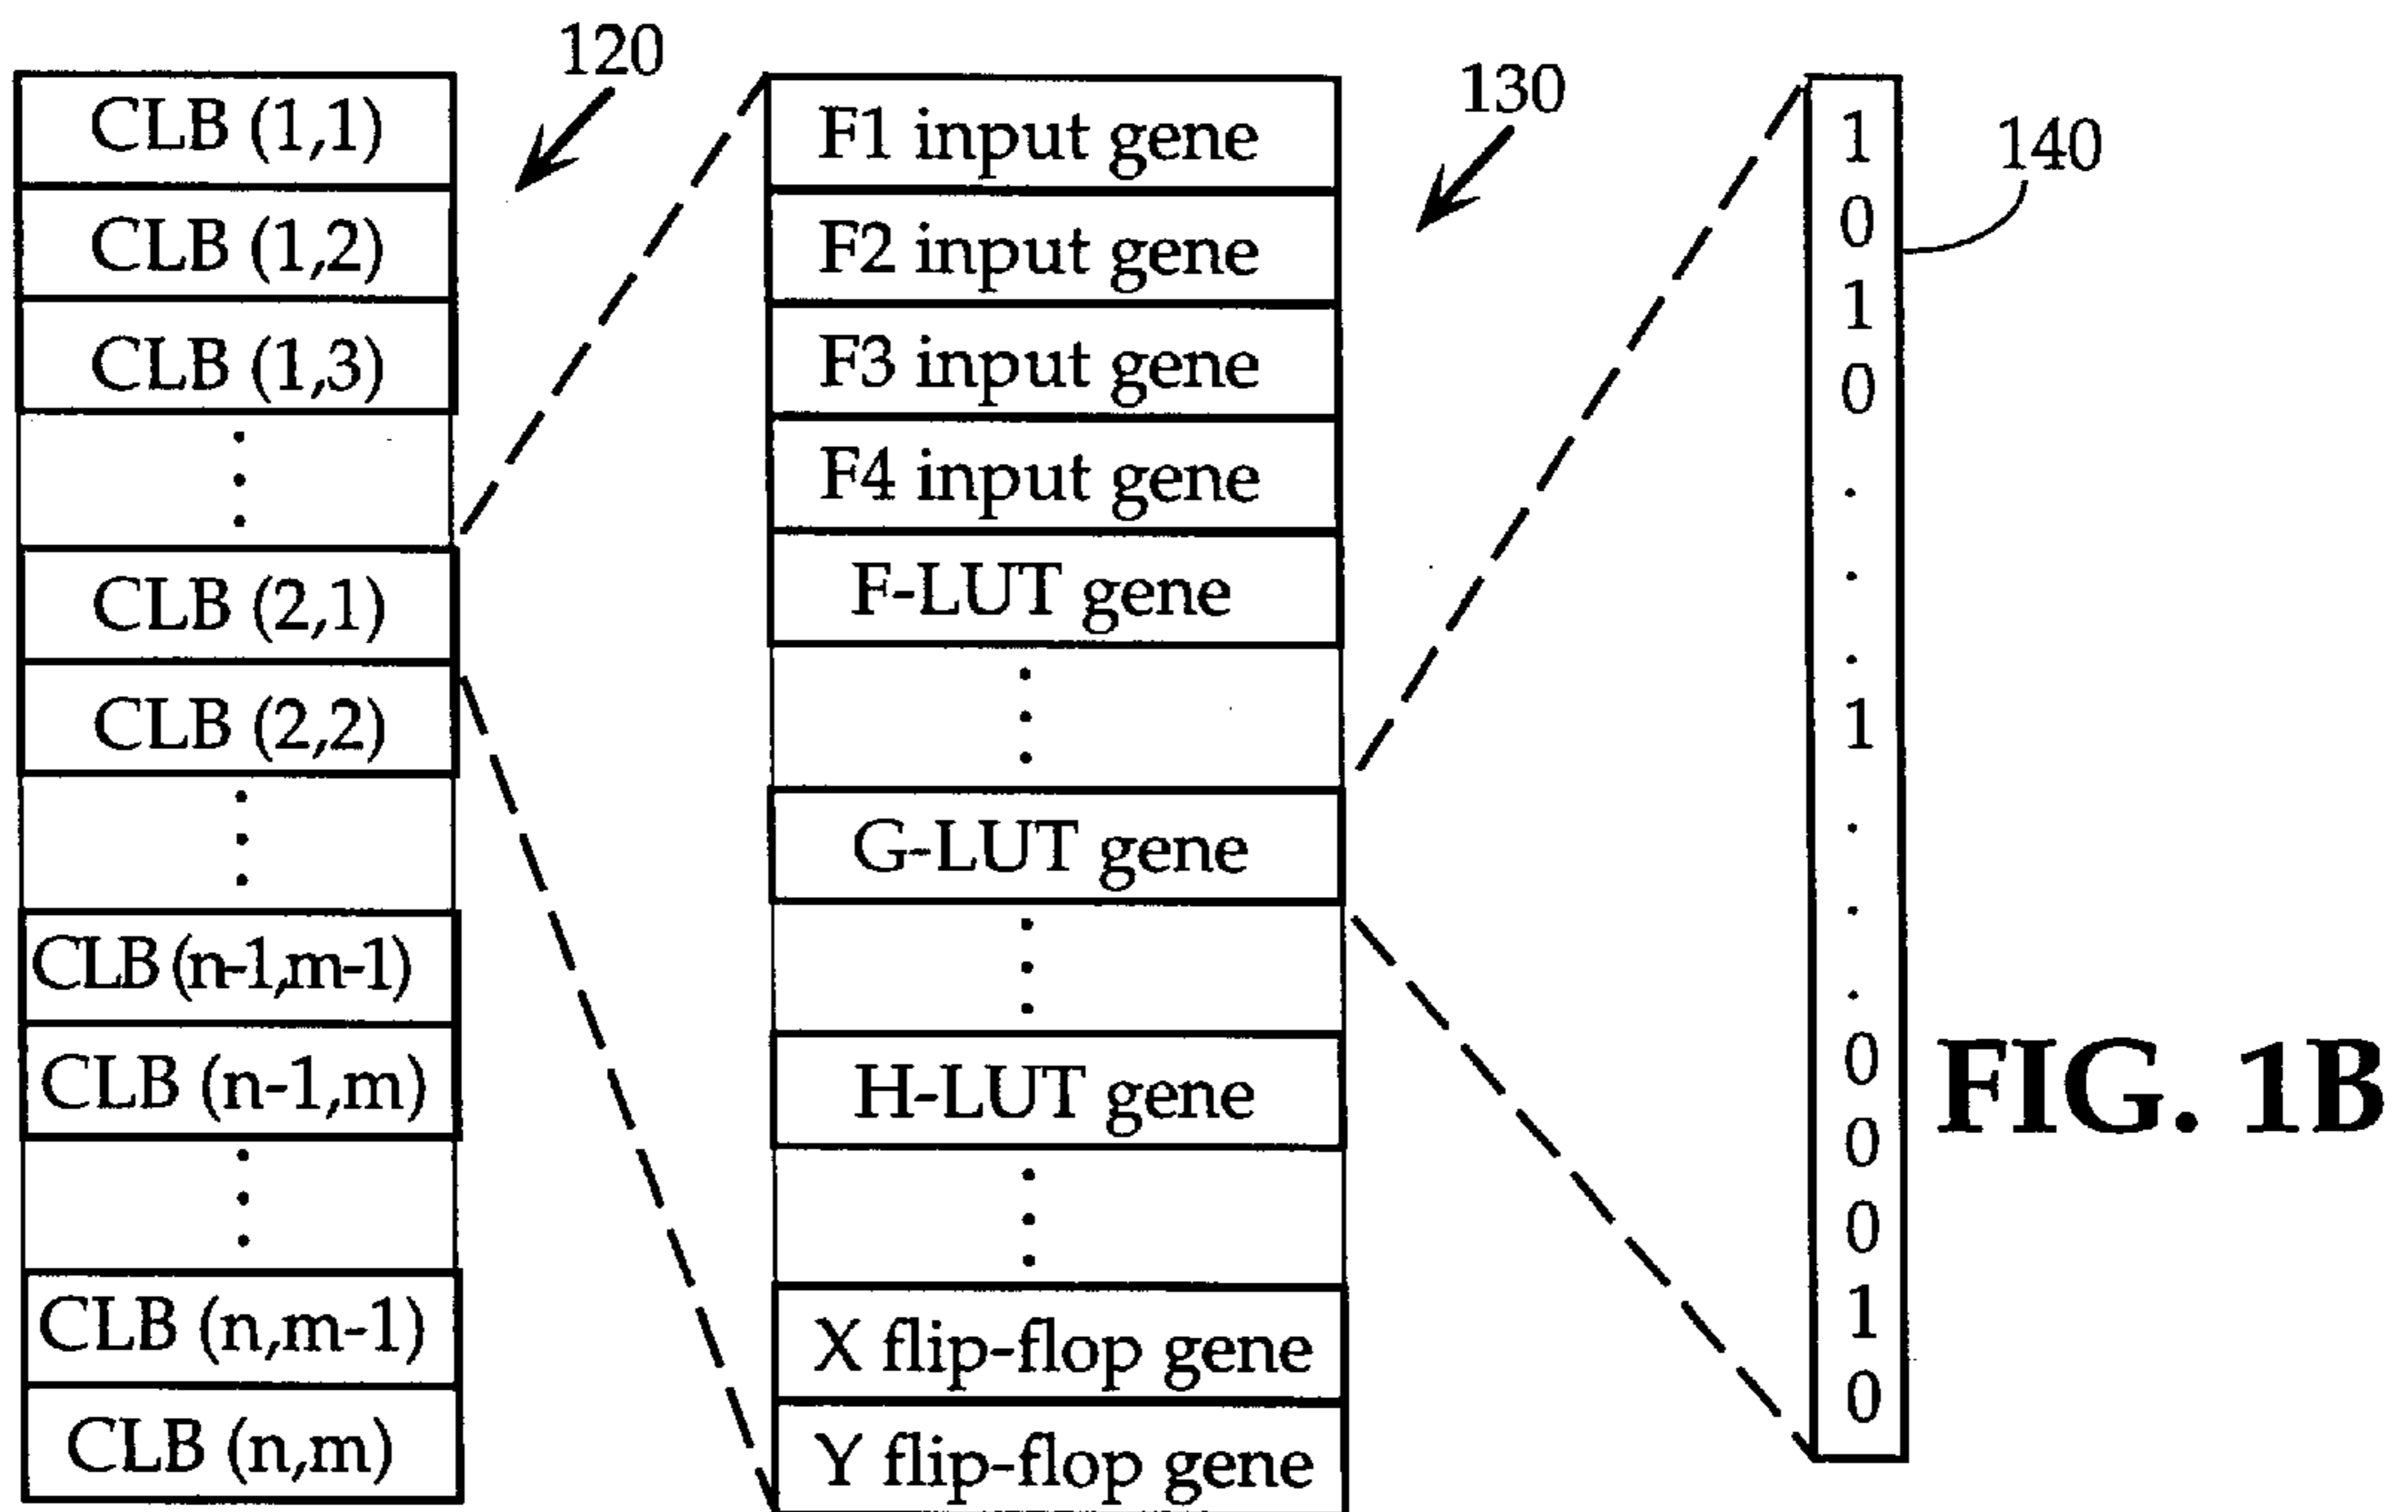 120
CLB (1,1)
CLB (1,2)
CLB (1,3)
.
.
.
CLB (2,1)
CLB (2,2)
.
.
.
CLB (n-1,m-1)
CLB (n-1,m)
.
.
.
CLB (n,m-1)
CLB (n,m)
130
F1 input gene
F2 input gene
F3 input gene
F4 input gene
F-LUT gene
.
.
.
G-LUT gene
.
.
.
H-LUT gene
.
.
.
X flip-flop gene
Y flip-flop gene
140
1
0
1
0
.
.
.
1
.
.
.
0
0
0
1
0
FIG. 1B